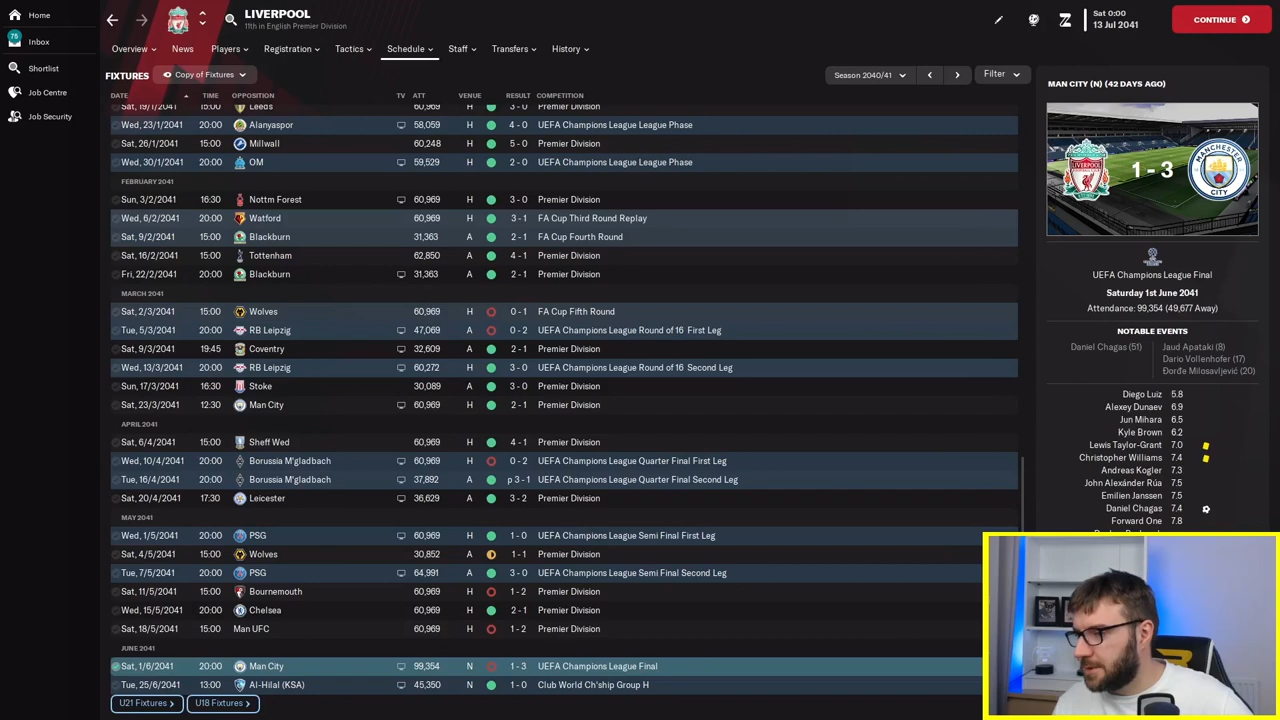 Home
75
Inbox
Shortlist
Job Centre
Job Security
LIVERPOOL
11th in English Premier Division
Sat 0:00
13 Jul 2041
CONTINUE
Overview
News
Players
Registration
Tactics
Schedule
Staff
Transfers
History
FIXTURES
Copy of Fixtures
Season 2040/41
Filter
DATE TIME OPPOSITION TV ATT VENUE RESULT COMPETITION
Sat, 19/1/2041 15:00 Leeds 60,969 H 3 - 0 Premier Division
Wed, 23/1/2041 20:00 Alanyaspor 58,059 H 4 - 0 UEFA Champions League League Phase
Sat, 26/1/2041 15:00 Millwall 60,248 H 5 - 0 Premier Division
Wed, 30/1/2041 20:00 OM 59,529 H 2 - 0 UEFA Champions League League Phase
FEBRUARY 2041
Sun, 3/2/2041 16:30 Nottm Forest 60,969 H 3 - 0 Premier Division
Wed, 6/2/2041 20:00 Watford 60,969 H 3 - 1 FA Cup Third Round Replay
Sat, 9/2/2041 15:00 Blackburn 31,363 A 2 - 1 FA Cup Fourth Round
Sat, 16/2/2041 15:00 Tottenham 62,850 A 4 - 1 Premier Division
Fri, 22/2/2041 20:00 Blackburn 31,363 A 2 - 1 Premier Division
MARCH 2041
Sat, 2/3/2041 15:00 Wolves 60,969 H 0 - 1 FA Cup Fifth Round
Tue, 5/3/2041 20:00 RB Leipzig 47,069 A 0 - 2 UEFA Champions League Round of 16 First Leg
Sat, 9/3/2041 19:45 Coventry 32,609 A 2 - 1 Premier Division
Wed, 13/3/2041 20:00 RB Leipzig 60,272 H 3 - 0 UEFA Champions League Round of 16 Second Leg
Sun, 17/3/2041 16:30 Stoke 30,089 A 3 - 0 Premier Division
Sat, 23/3/2041 12:30 Man City 60,969 H 2 - 1 Premier Division
APRIL 2041
Sat, 6/4/2041 15:00 Sheff Wed 60,969 H 4 - 1 Premier Division
Wed, 10/4/2041 20:00 Borussia M'gladbach 60,969 H 0 - 2 UEFA Champions League Quarter Final First Leg
Tue, 16/4/2041 20:00 Borussia M'gladbach 37,892 A p 3 - 1 UEFA Champions League Quarter Final Second Leg
Sat, 20/4/2041 17:30 Leicester 36,629 A 3 - 2 Premier Division
MAY 2041
Wed, 1/5/2041 20:00 PSG 60,969 H 1 - 0 UEFA Champions League Semi Final First Leg
Sat, 4/5/2041 15:00 Wolves 30,852 A 1 - 1 Premier Division
Tue, 7/5/2041 20:00 PSG 64,991 A 3 - 0 UEFA Champions League Semi Final Second Leg
Sat, 11/5/2041 15:00 Bournemouth 60,969 H 1 - 2 Premier Division
Wed, 15/5/2041 20:00 Chelsea 60,969 H 2 - 1 Premier Division
Sat, 18/5/2041 15:00 Man UFC 60,969 H 1 - 2 Premier Division
JUNE 2041
Sat, 1/6/2041 20:00 Man City 99,354 N 1 - 3 UEFA Champions League Final
Tue, 25/6/2041 13:00 Al-Hilal (KSA) 45,350 N 1 - 0 Club World Ch'ship Group H
U21 Fixtures
U18 Fixtures
MAN CITY (N) (42 DAYS AGO)
1 - 3
UEFA Champions League Final
Saturday 1st June 2041
Attendance: 99,354 (49,677 Away)
NOTABLE EVENTS
Daniel Chagas (51)
Jaud Apataki (8)
Dario Vollenhofer (17)
Đorđe Milosavljević (20)
Diego Luiz 5.8
Alexey Dunaev 6.9
Jun Mihara 6.5
Kyle Brown 6.2
Lewis Taylor-Grant 7.0
Christopher Williams 7.4
Andreas Kogler 7.3
John Alexánder Rúa 7.5
Emilien Janssen 7.5
Daniel Chagas 7.4
Forward One 7.8